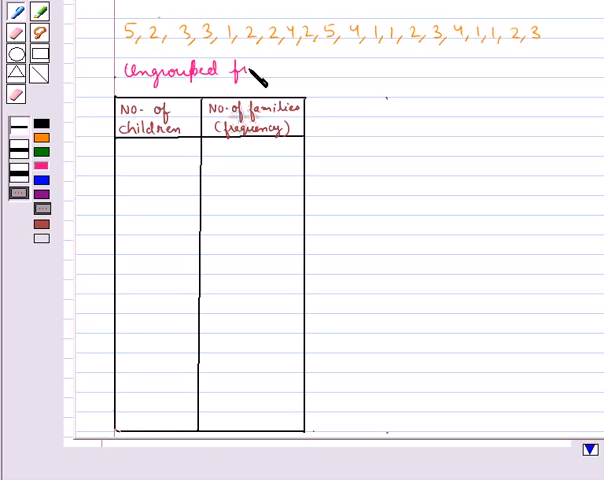 5, 2, 3, 3, 1, 2, 2, 4, 2, 5, 4, 1, 1, 2, 3, 4, 1, 1, 2, 3
Ungrouped fr
No. of children
No. of families (frequency)